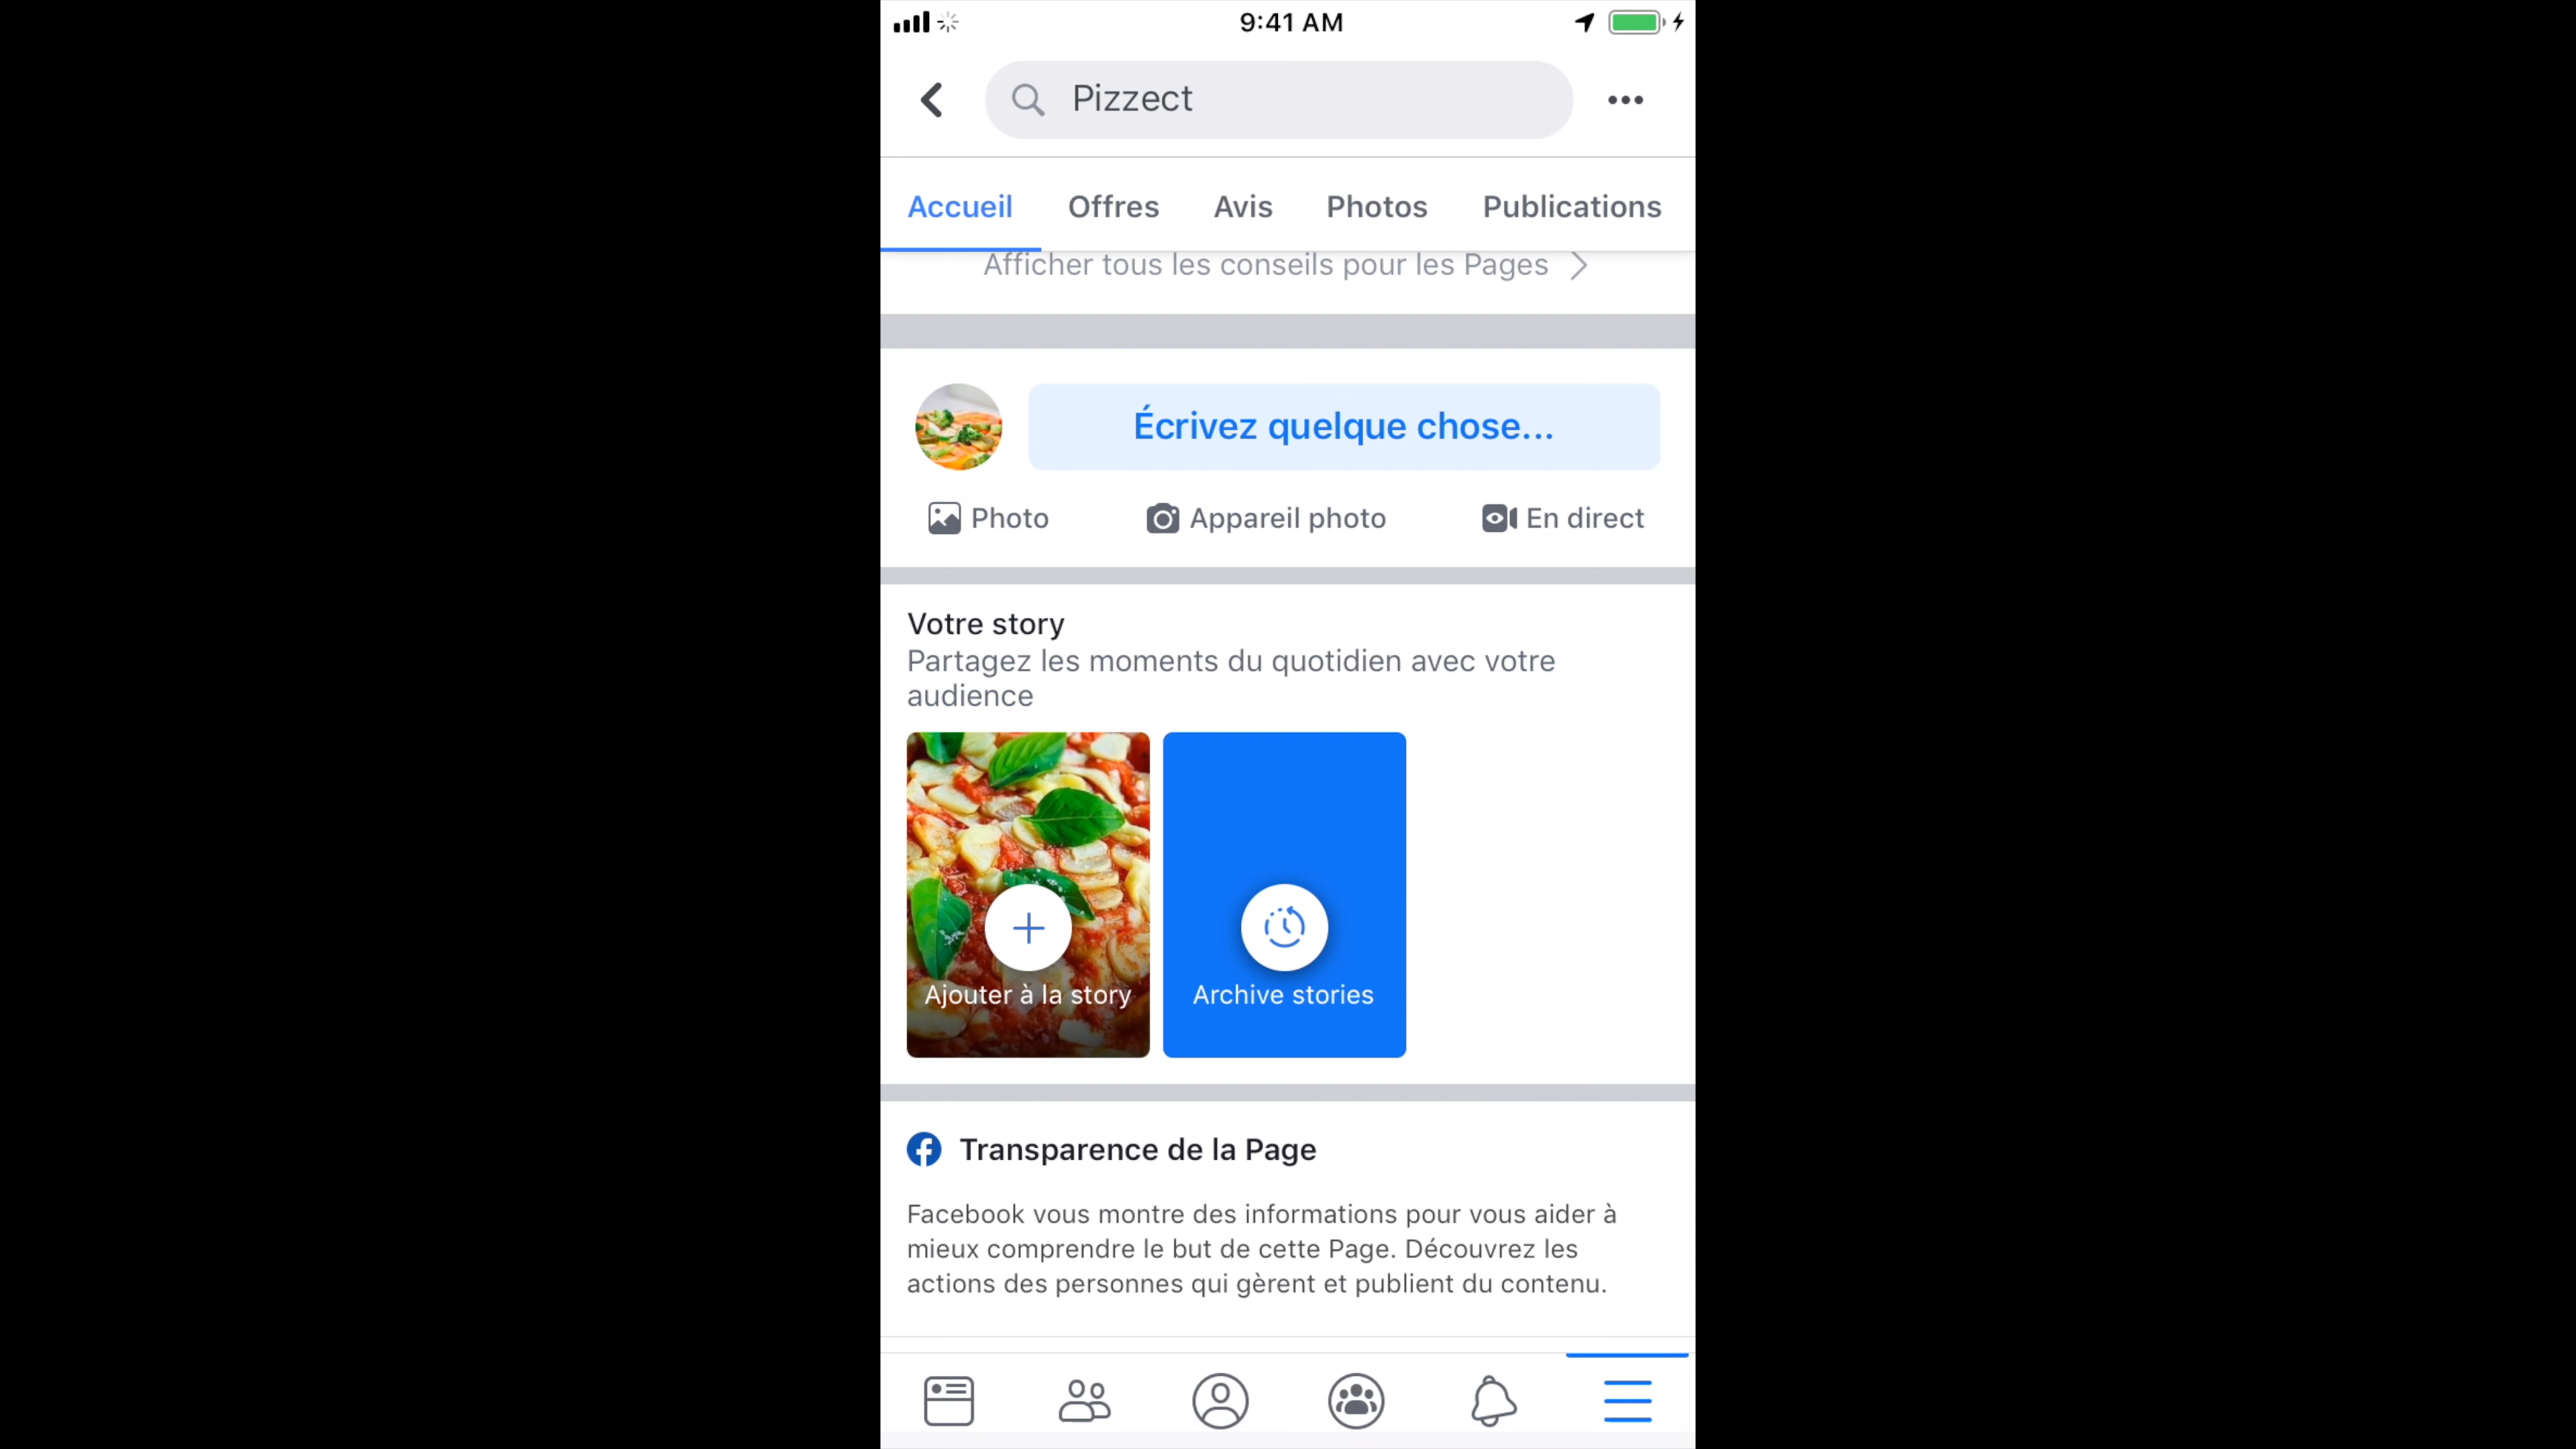 9:41 AM
Pizzect
Accueil Offres Avis Photos Publications
Afficher tous les conseils pour les Pages
Écrivez quelque chose...
Photo Appareil photo En direct
Votre story
Partagez les moments du quotidien avec votre
audience
Ajouter à la story Archive stories
Transparence de la Page
Facebook vous montre des informations pour vous aider à
mieux comprendre le but de cette Page. Découvrez les
actions des personnes qui gèrent et publient du contenu.